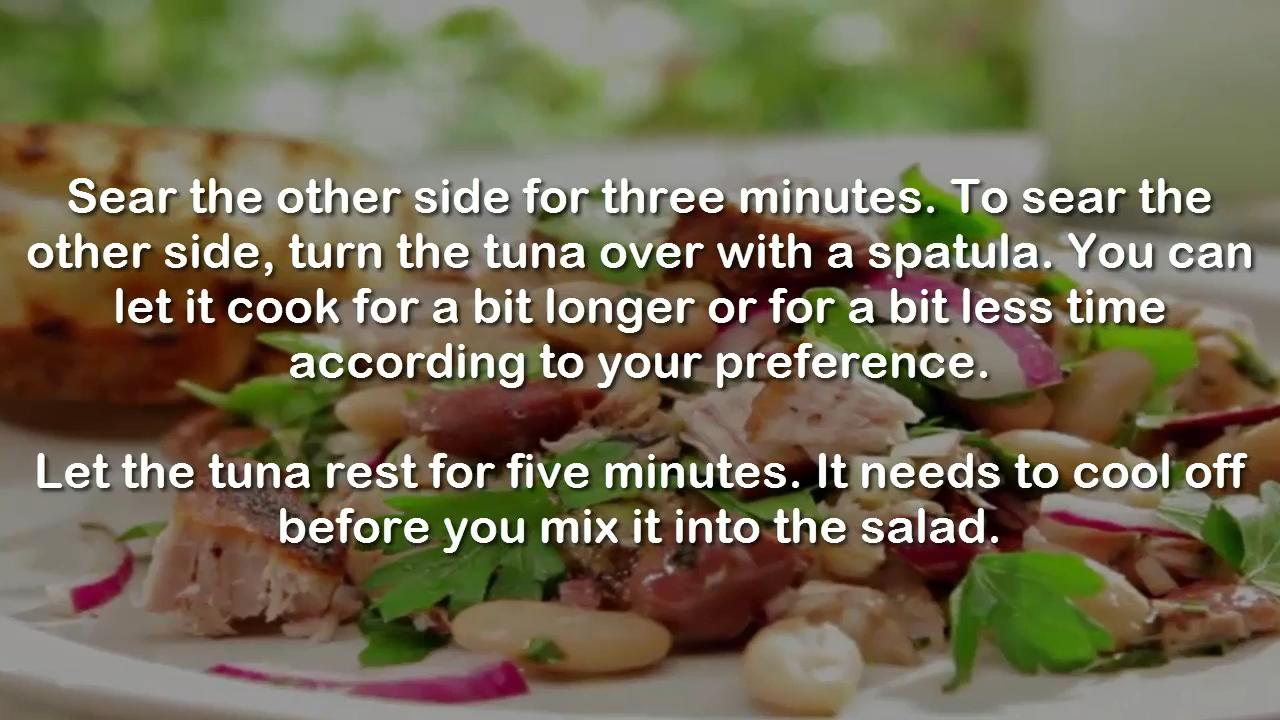 Sear the other side for three minutes. To sear the
other side, turn the tuna over with a spatula. You can
let it cook for a bit longer or for a bit less time
according to your preference.
Let the tuna rest for five minutes. It needs to cool off
before you mix it into the salad.